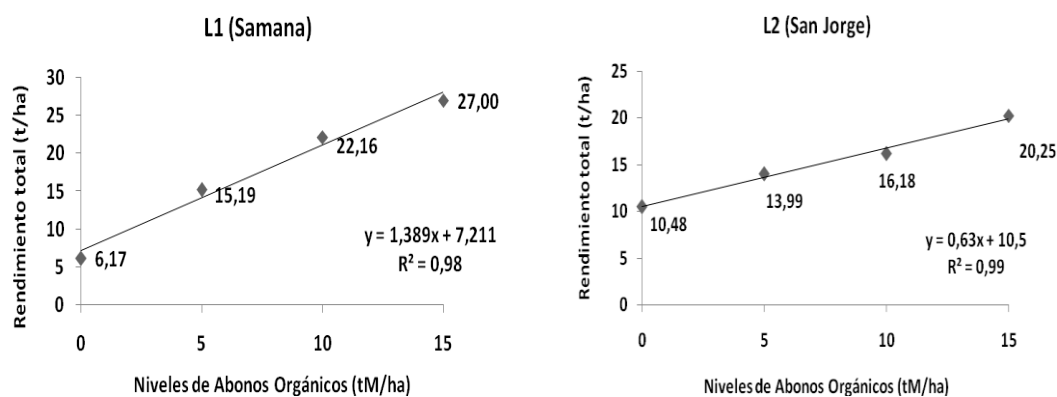 L1 (Samana)
Rendimiento total (t/ha)
30
25
20
15
10
5
0
27,00
22,16
15,19
6,17
y = 1,389x + 7,211
R² = 0,98
0 5 10 15
Niveles de Abonos Orgánicos (tM/ha)
L2 (San Jorge)
Rendimiento total (t/ha)
25
20
15
10
5
0
20,25
16,18
13,99
10,48
y = 0,63x + 10,5
R² = 0,99
0 5 10 15
Niveles de Abonos Orgánicos (tM/ha)